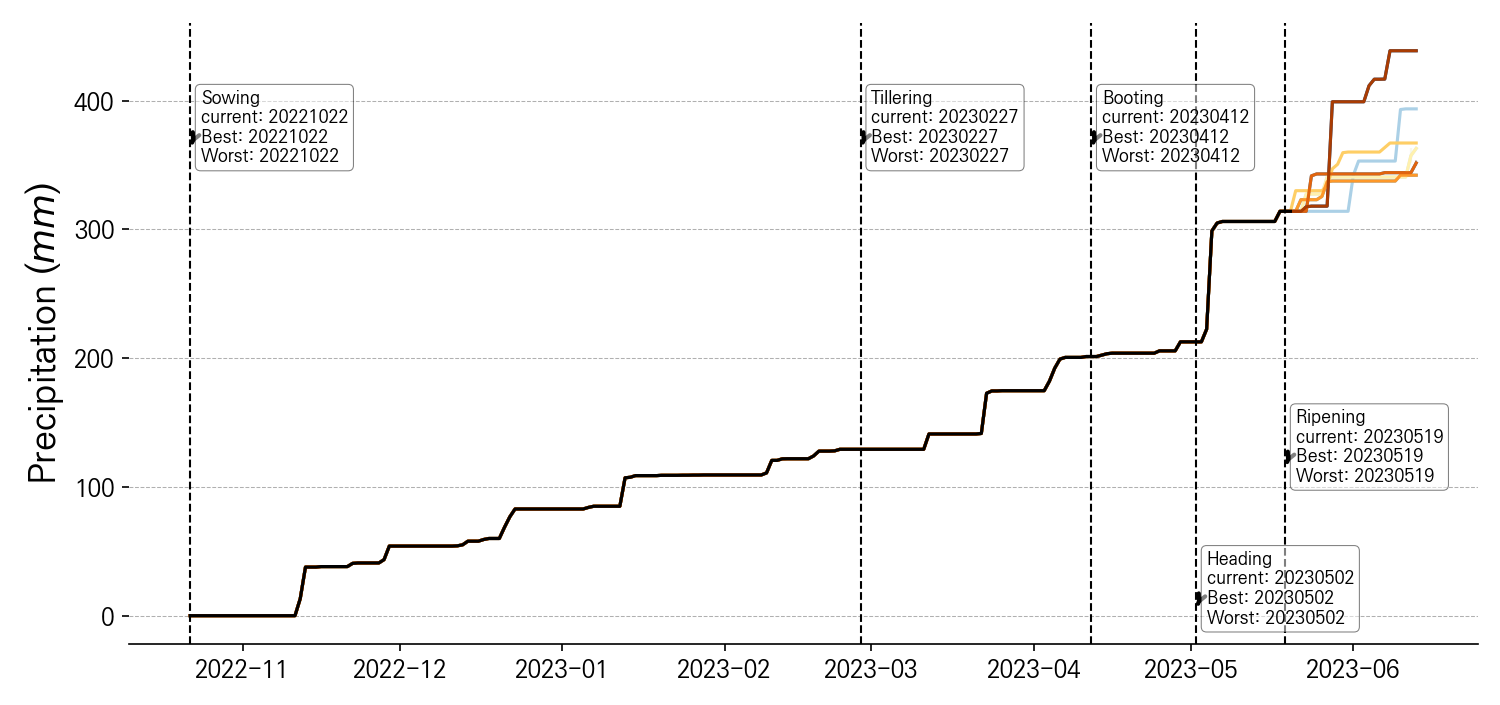 Precipitation (mm)
400
300
200
100
0
Sowing
current: 20221022
Best: 20221022
Worst: 20221022
Tillering
current: 20230227
Best: 20230227
Worst: 20230227
Booting
current: 20230412
Best: 20230412
Worst: 20230412
Ripening
current: 20230519
Best: 20230519
Worst: 20230519
Heading
current: 20230502
Best: 20230502
Worst: 20230502
2022−11
2022−12
2023−01
2023−02
2023−03
2023−04
2023−05
2023−06